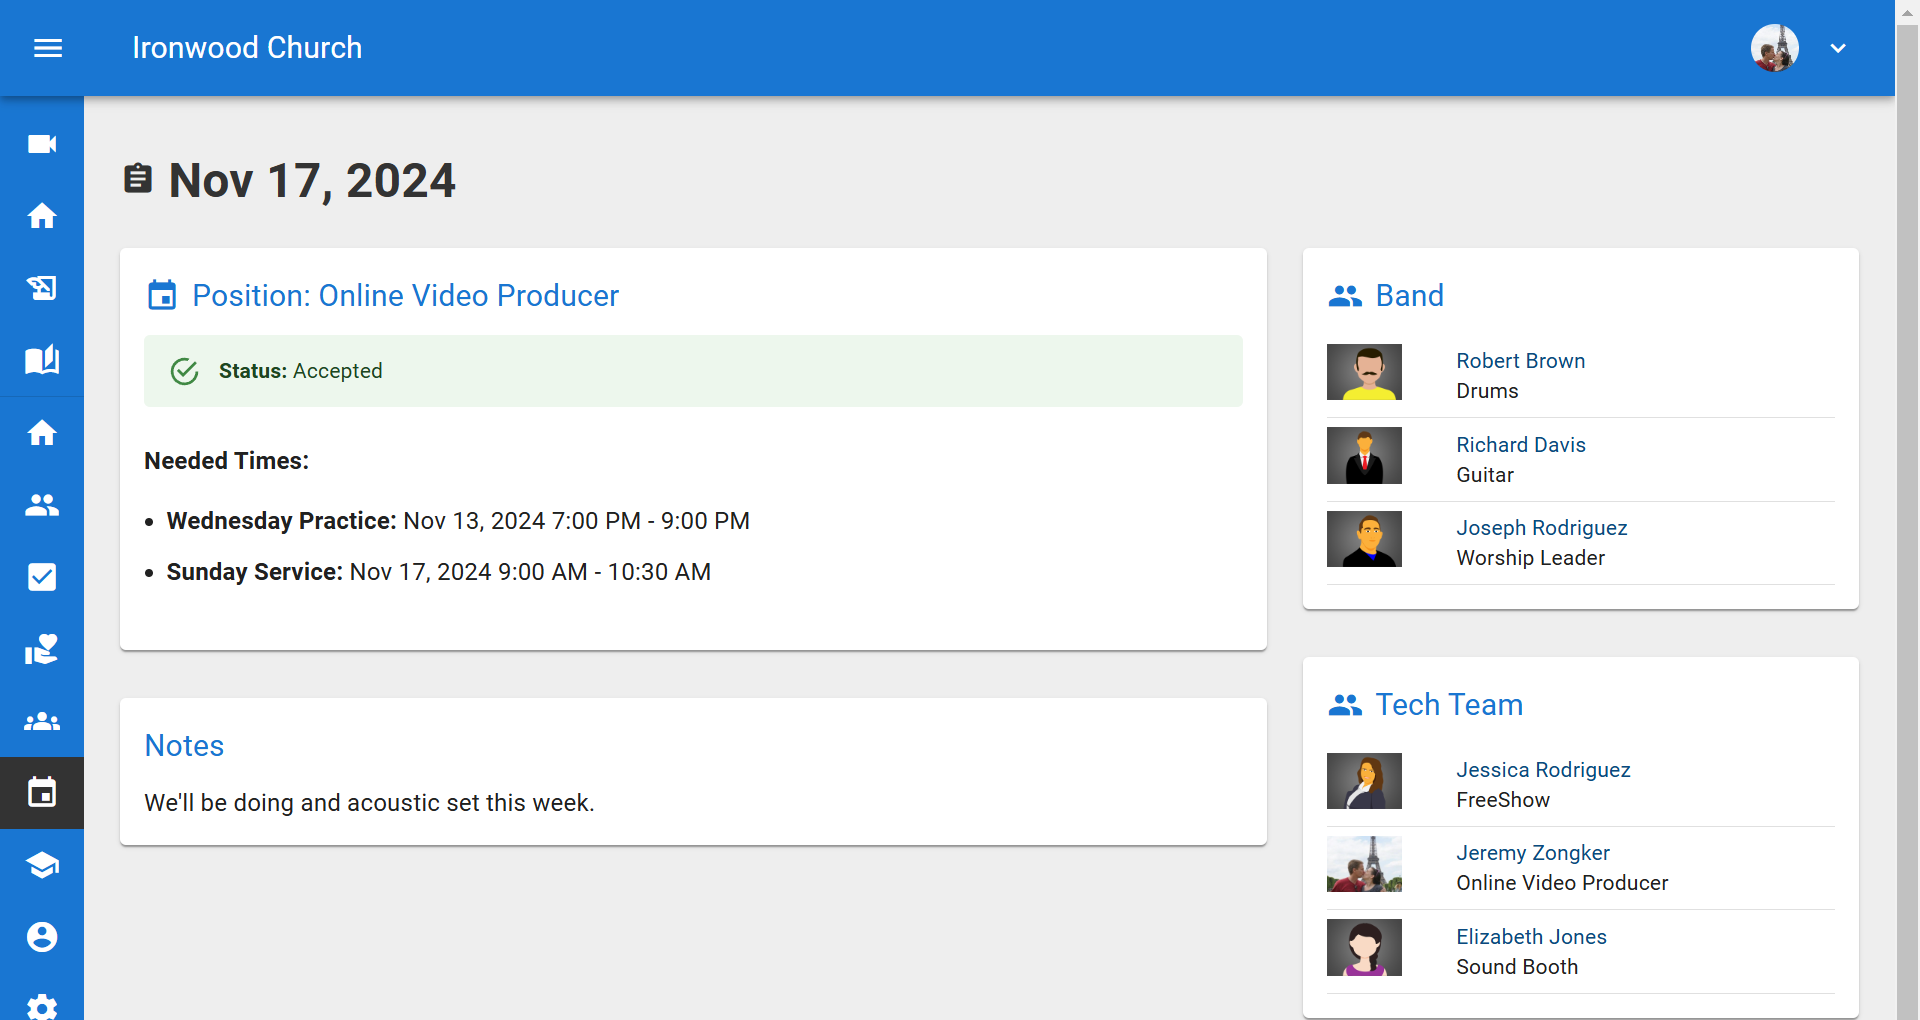 Ironwood Church
Nov 17, 2024
Position: Online Video Producer
Status: Accepted
Needed Times:
Wednesday Practice: Nov 13, 2024 7:00 PM - 9:00 PM
Sunday Service: Nov 17, 2024 9:00 AM - 10:30 AM
Notes
We'll be doing and acoustic set this week.
Band
Robert Brown
Drums
Richard Davis
Guitar
Joseph Rodriguez
Worship Leader
Tech Team
Jessica Rodriguez
FreeShow
Jeremy Zongker
Online Video Producer
Elizabeth Jones
Sound Booth